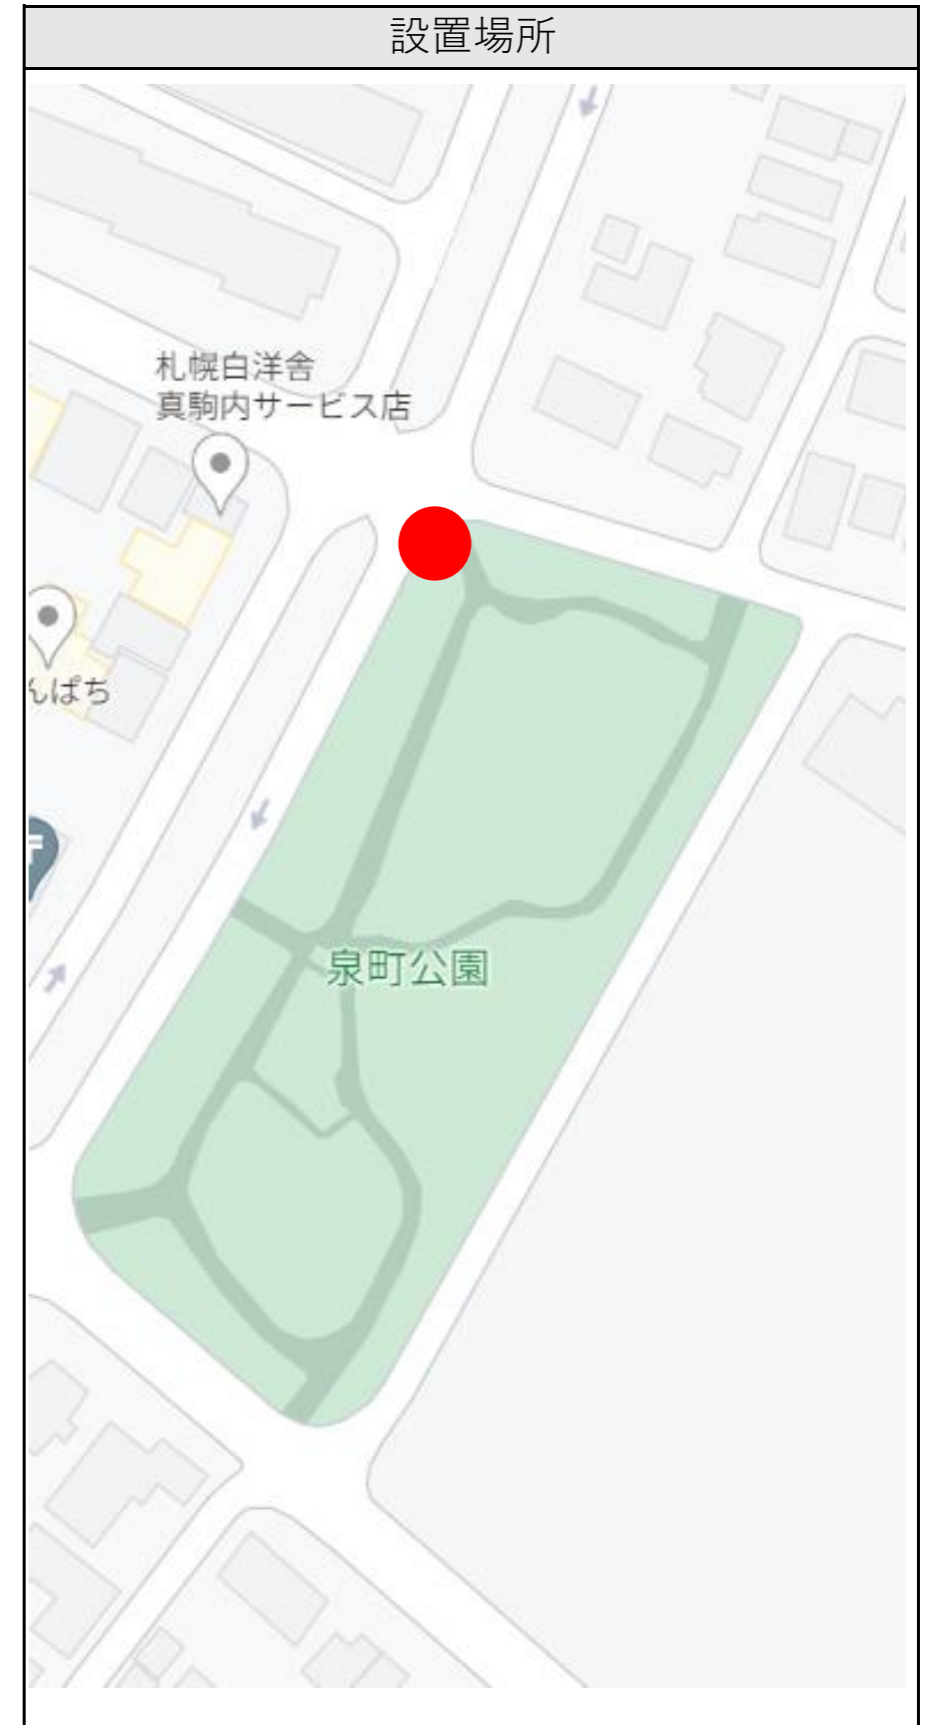 設置場所
札幌白洋舎
真駒内サービス店
んぱち
泉町公園